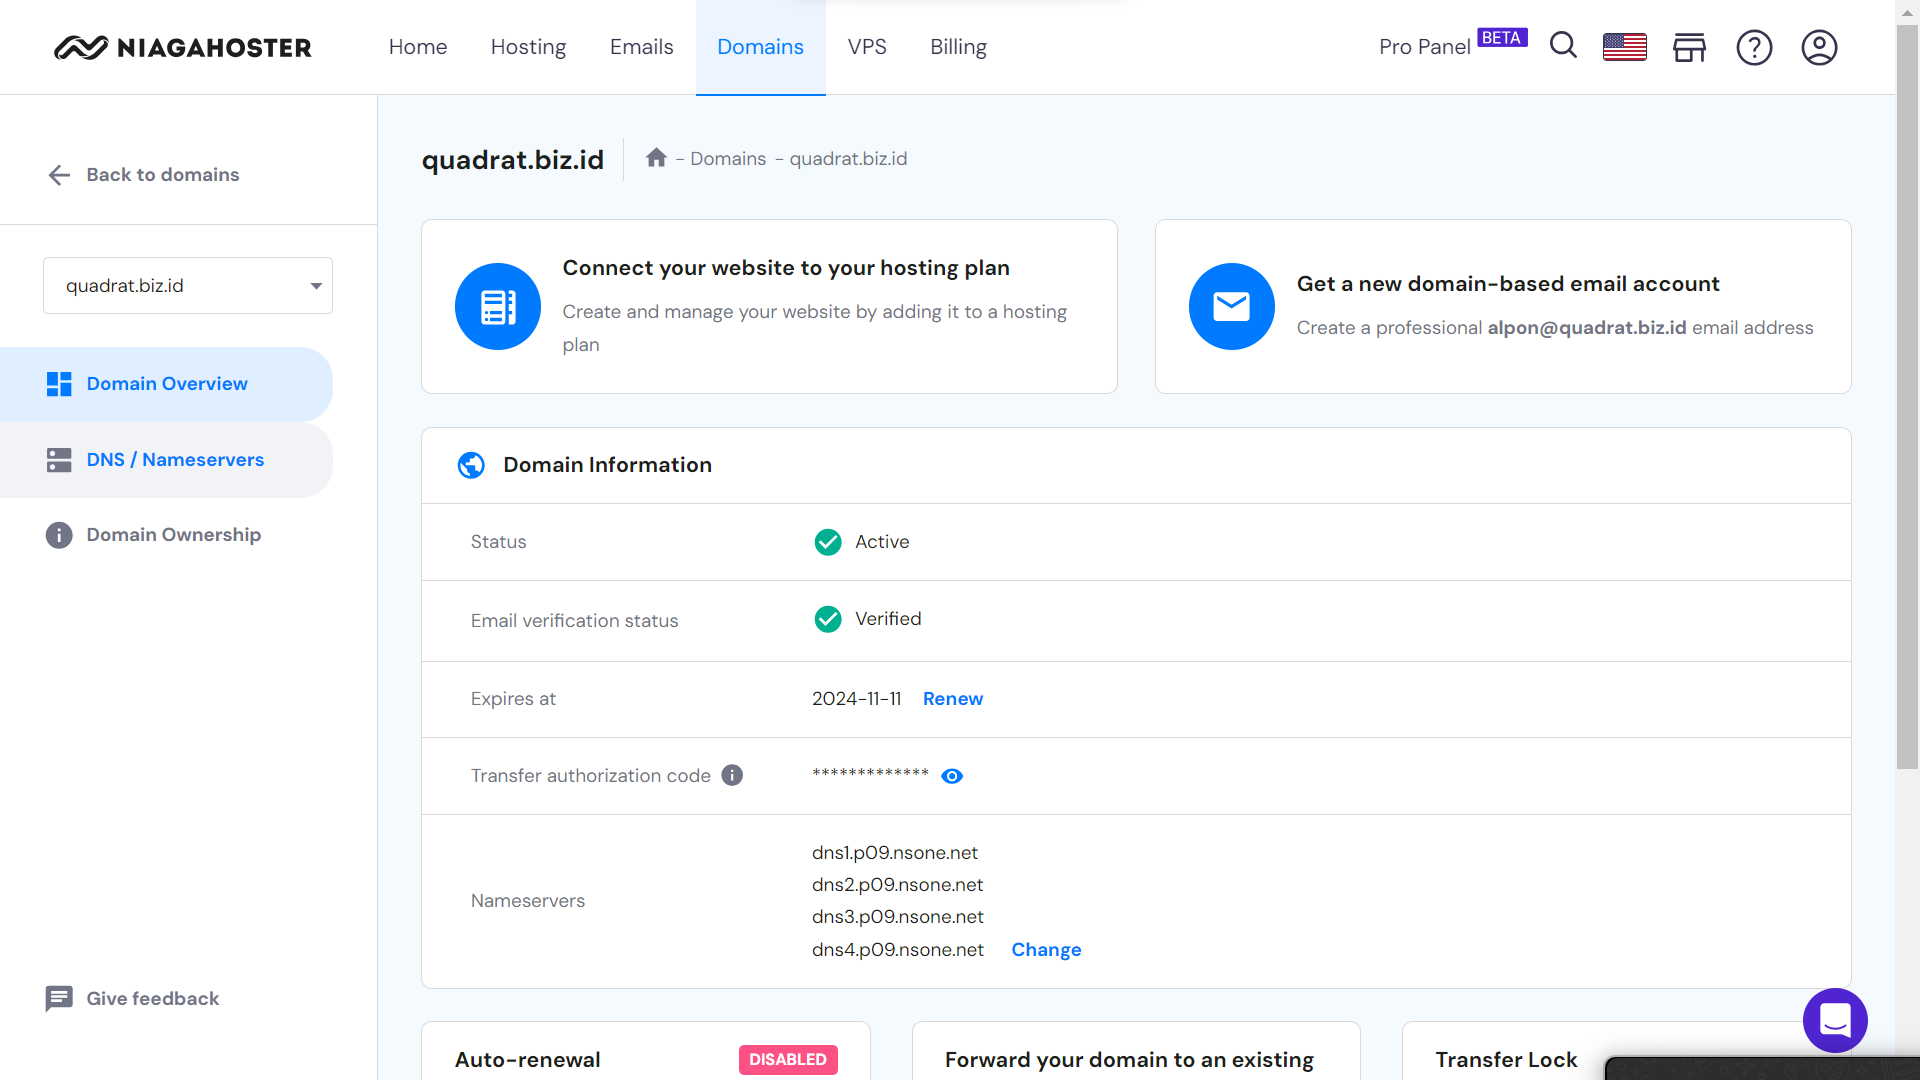 NIAGAHOSTER
Home
Hosting
Emails
Domains
VPS
Billing
Pro Panel BETA
Back to domains
quadrat.biz.id
Domain Overview
DNS / Nameservers
Domain Ownership
Give feedback
quadrat.biz.id
- Domains - quadrat.biz.id
Connect your website to your hosting plan
Create and manage your website by adding it to a hosting
plan
Get a new domain-based email account
Create a professional alpon@quadrat.biz.id email address
Domain Information
Status
Active
Email verification status
Verified
Expires at
2024-11-11 Renew
Transfer authorization code
*************
Nameservers
dns1.p09.nsone.net
dns2.p09.nsone.net
dns3.p09.nsone.net
dns4.p09.nsone.net Change
Auto-renewal
DISABLED
Forward your domain to an existing
Transfer Lock